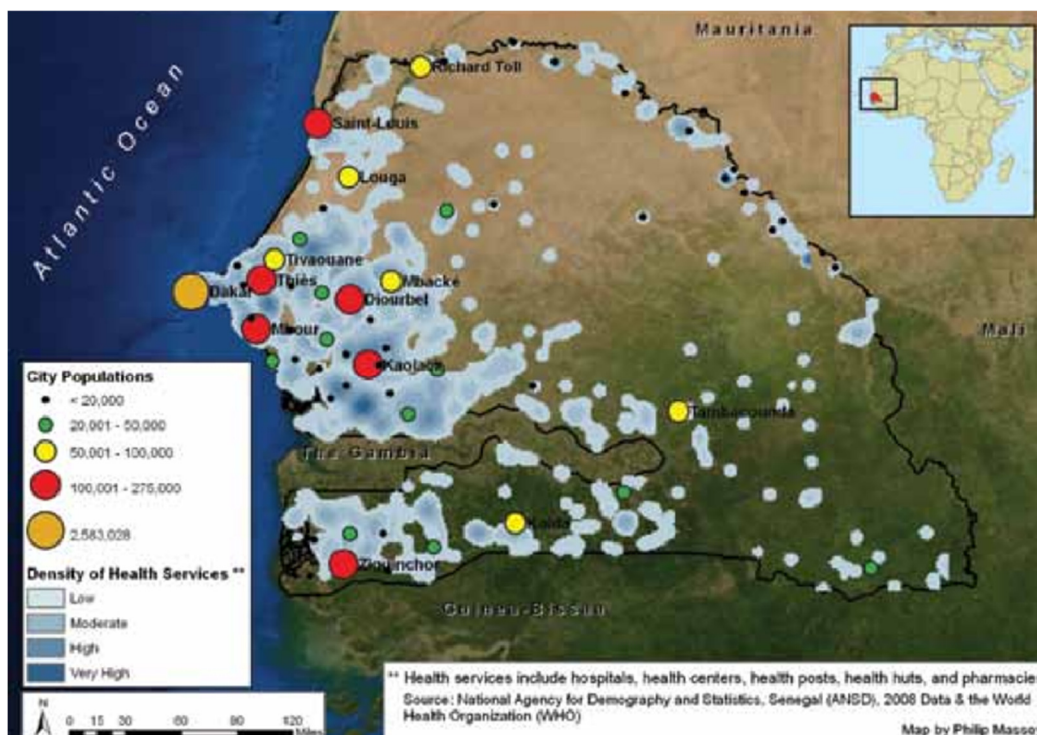 Mauritania
Richard Toll
Atlantic Ocean
Saint-Louis
Louga
Tivaouane
Thiès
Mbacké
Dakar
Diourbel
Mbour
Mali
Kaolack
City Populations
< 20,000
20,001 - 50,000
50,001 - 100,000
100,001 - 275,000
2,583,028
Tambacounda
The Gambia
Kolda
Ziguinchor
Guinea-Bissau
Density of Health Services **
Low
Moderate
High
Very High
N
0 15 30 60 90 120
Miles
** Health services include hospitals, health centers, health posts, health huts, and pharmacie
Source: National Agency for Demography and Statistics, Senegal (ANSD), 2008 Data & the World
Health Organization (WHO)
Map by Philip Masse